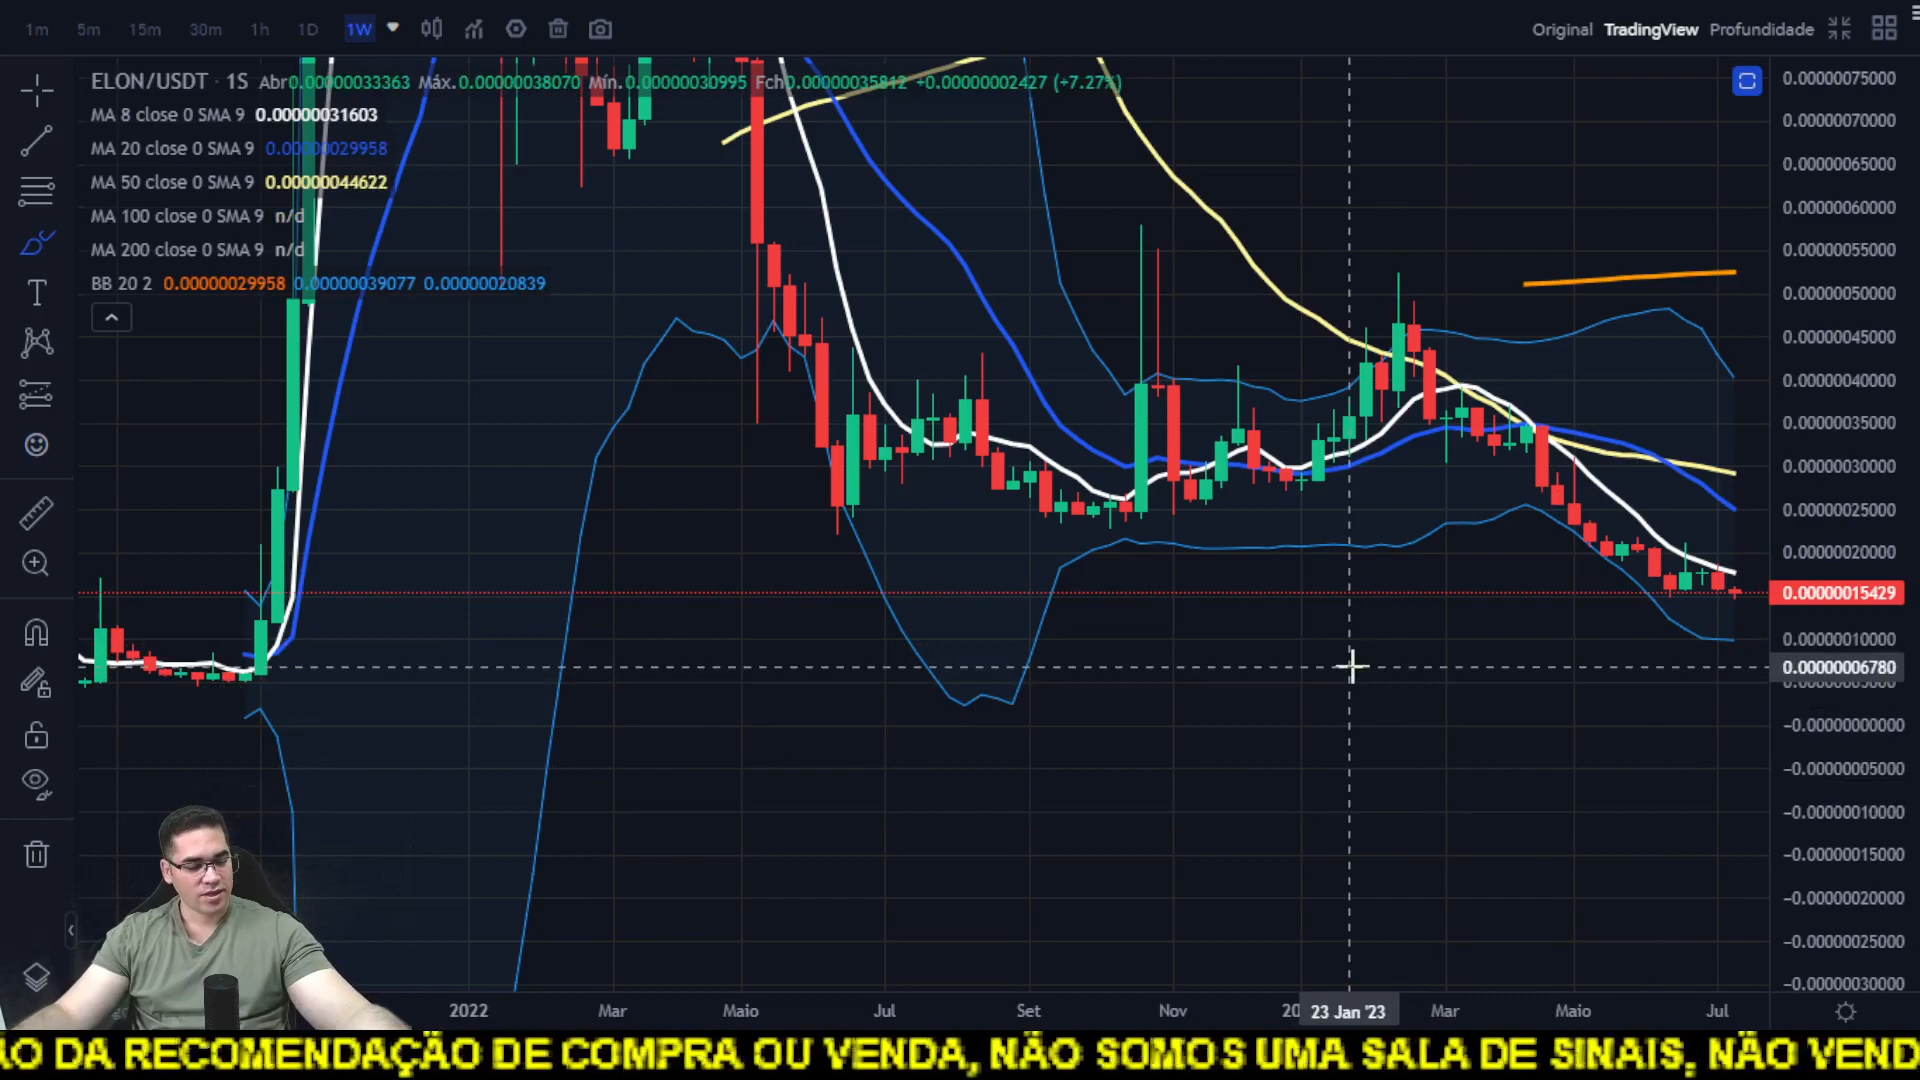 1m 5m 15m 30m 1h 1D 1W Original TradingView Profundidade
ELON/USDT · 1S Abr0.00000033363 Máx.0.00000038070 Mín.0.00000030995 Fch0.00000035812 +0.00000002427 (+7.27%)
MA 8 close 0 SMA 9 0.00000031603
MA 20 close 0 SMA 9 0.00000029958
MA 50 close 0 SMA 9 0.00000044622
MA 100 close 0 SMA 9 n/d
MA 200 close 0 SMA 9 n/d
BB 20 2 0.00000029958 0.00000039077 0.00000020839
0.00000075000
0.00000070000
0.00000065000
0.00000060000
0.00000055000
0.00000050000
0.00000045000
0.00000040000
0.00000035000
0.00000030000
0.00000025000
0.00000020000
0.00000015429
0.00000010000
0.00000006780
-0.00000000000
-0.00000005000
-0.00000010000
-0.00000015000
-0.00000020000
-0.00000025000
-0.00000030000
2022 Mar Maio Jul Set Nov 20 23 Jan '23 Mar Maio Jul
ÃO DA RECOMENDAÇÃO DE COMPRA OU VENDA, NÃO SOMOS UMA SALA DE SINAIS, NÃO VEND